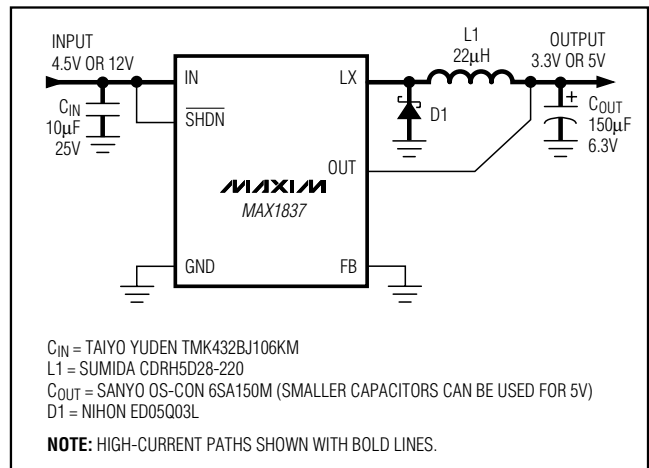 INPUT
4.5V OR 12V
C_IN
10µF
25V
IN
SHDN
GND
MAXIM
MAX1837
LX
OUT
FB
D1
L1
22µH
OUTPUT
3.3V OR 5V
+
C_OUT
150µF
6.3V
C_IN = TAIYO YUDEN TMK432BJ106KM
L1 = SUMIDA CDRH5D28-220
C_OUT = SANYO OS-CON 6SA150M (SMALLER CAPACITORS CAN BE USED FOR 5V)
D1 = NIHON ED05Q03L
NOTE: HIGH-CURRENT PATHS SHOWN WITH BOLD LINES.